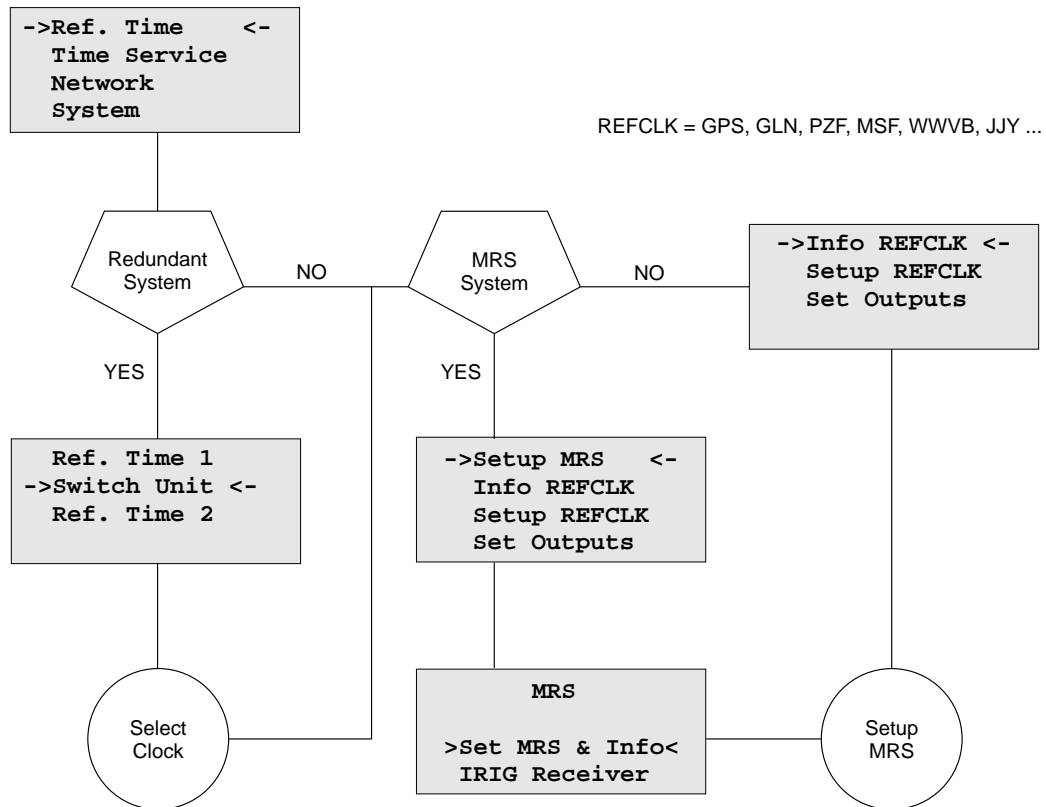 ->Ref. Time <-
Time Service
Network
System
REFCLK = GPS, GLN, PZF, MSF, WWVB, JJY ...
Redundant
System
NO
MRS
System
NO
->Info REFCLK <-
Setup REFCLK
Set Outputs
YES
YES
Ref. Time 1
->Switch Unit <-
Ref. Time 2
->Setup MRS <-
Info REFCLK
Setup REFCLK
Set Outputs
Select
Clock
MRS
>Set MRS & Info<
IRIG Receiver
Setup
MRS